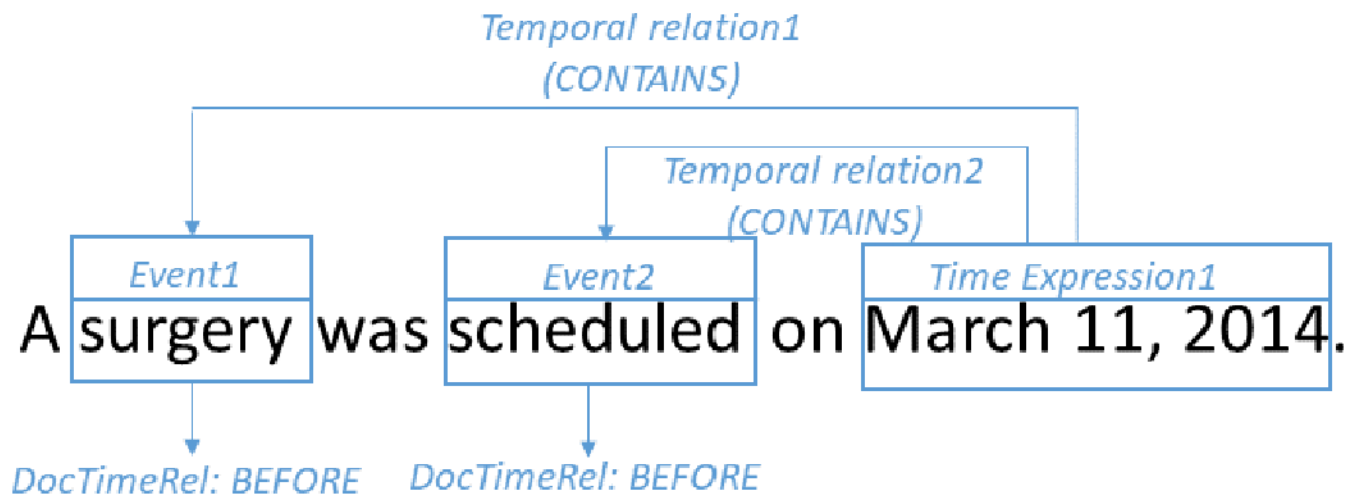 Temporal relation1
(CONTAINS)
Temporal relation2
(CONTAINS)
Event1
Event2
Time Expression1
A surgery was scheduled on March 11, 2014.
DocTimeRel: BEFORE
DocTimeRel: BEFORE